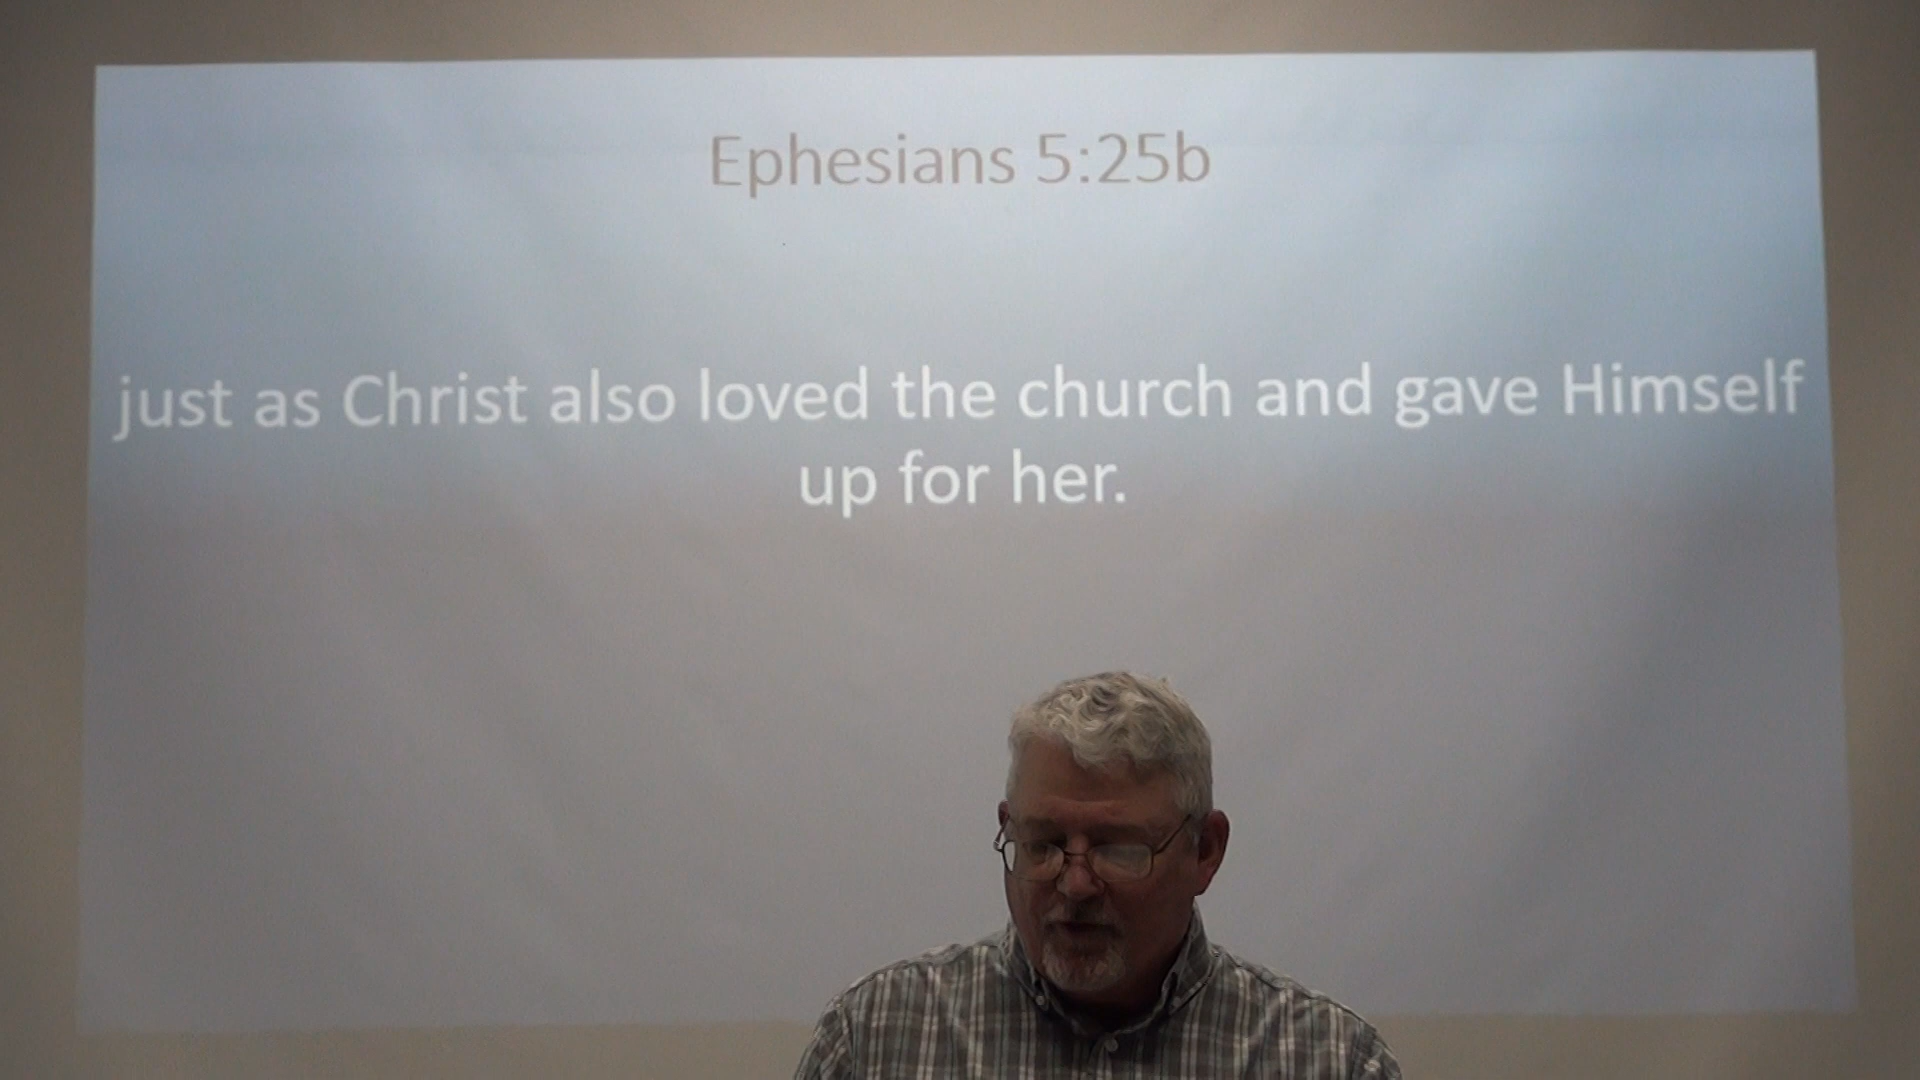 Ephesians 5:25b
just as Christ also loved the church and gave Himself
up for her.